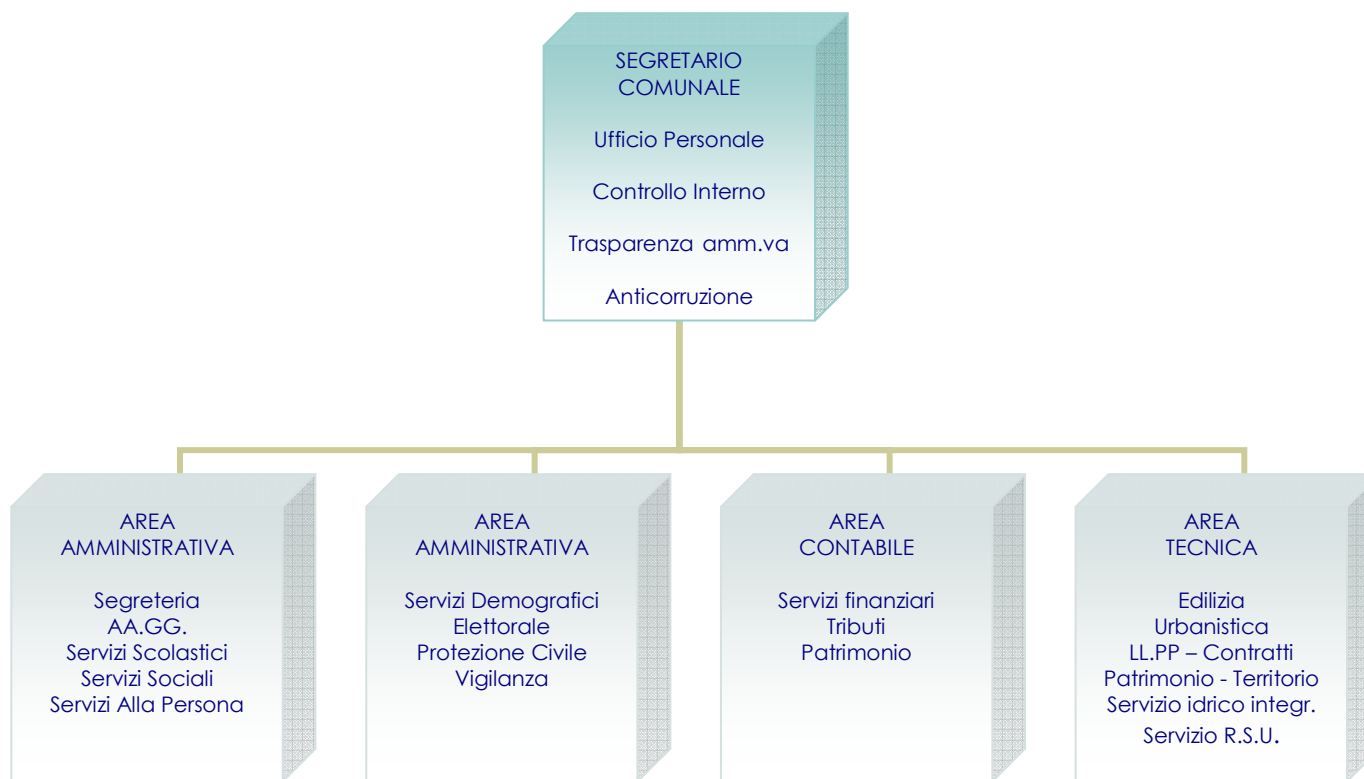 SEGRETARIO
COMUNALE
Ufficio Personale
Controllo Interno
Trasparenza amm.va
Anticorruzione
AREA
AMMINISTRATIVA
Segreteria
AA.GG.
Servizi Scolastici
Servizi Sociali
Servizi Alla Persona
AREA
AMMINISTRATIVA
Servizi Demografici
Elettorale
Protezione Civile
Vigilanza
AREA
CONTABILE
Servizi finanziari
Tributi
Patrimonio
AREA
TECNICA
Edilizia
Urbanistica
LL.PP – Contratti
Patrimonio - Territorio
Servizio idrico integr.
Servizio R.S.U.